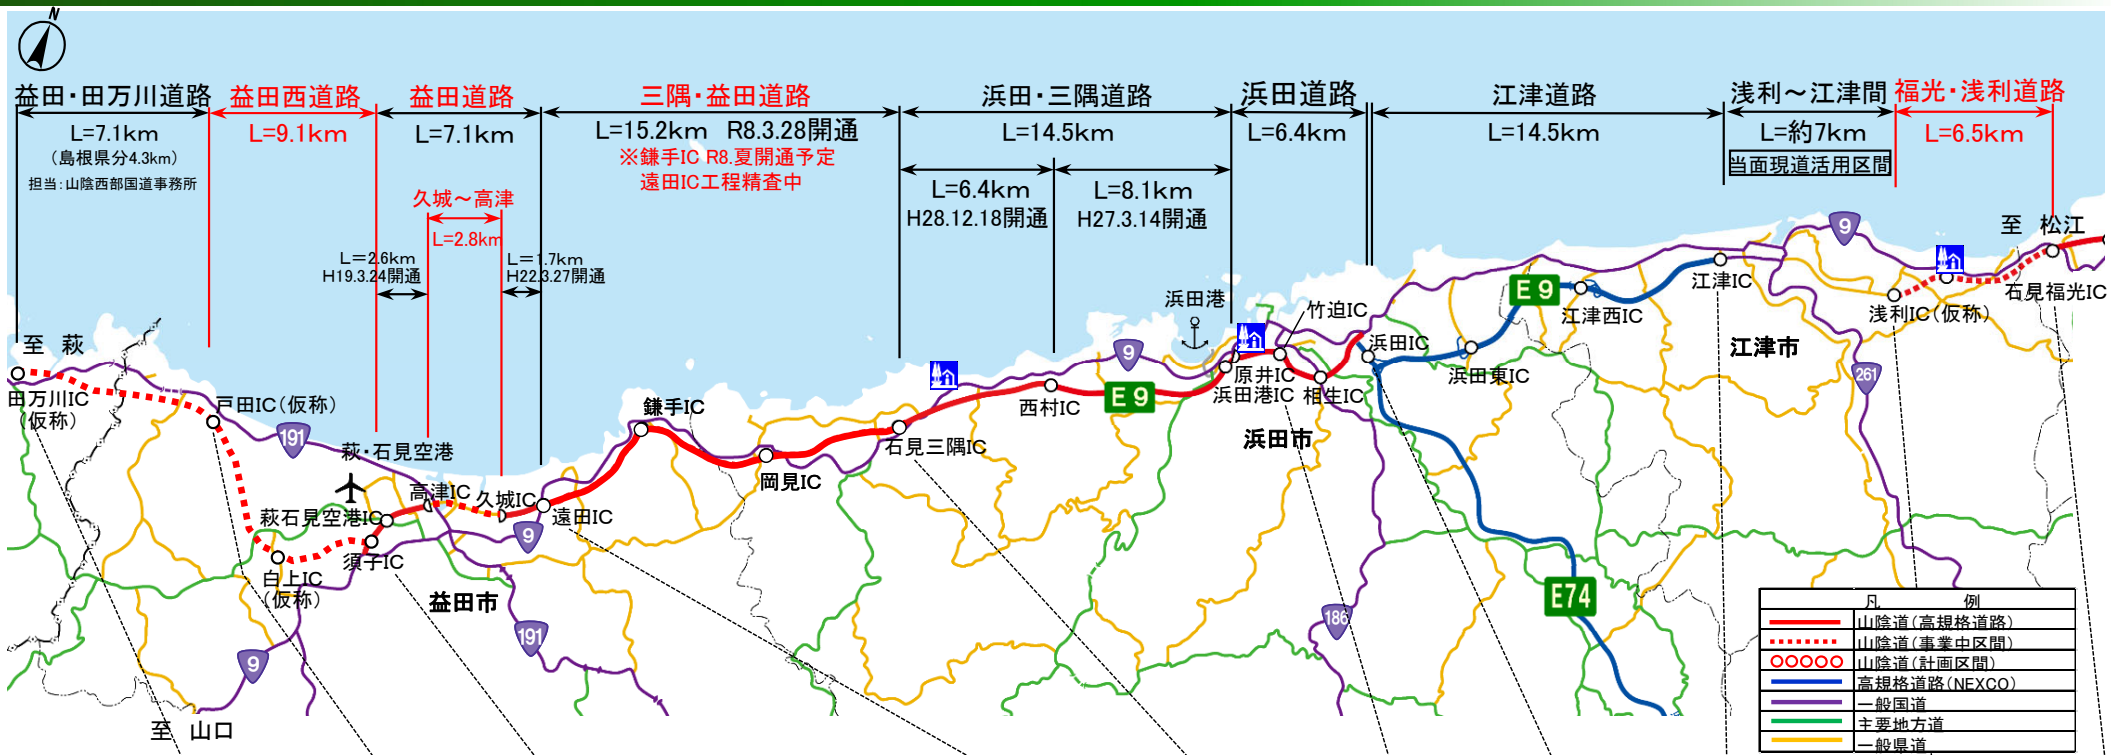 N
益田・田万川道路
益田西道路
益田道路
三隅・益田道路
浜田・三隅道路
浜田道路
江津道路
浅利～江津間
福光・浅利道路
L=7.1km
(島根県分4.3km)
担当:山陰西部国道事務所
L=9.1km
L=7.1km
L=15.2km R8.3.28開通
※鎌手IC R8.夏開通予定
遠田IC工程精査中
L=14.5km
L=6.4km
L=14.5km
L=約7km
当面現道活用区間
L=6.5km
久城～高津
L=2.8km
L=2.6km
H19.3.24開通
L=1.7km
H22.3.27開通
L=6.4km
H28.12.18開通
L=8.1km
H27.3.14開通
至 萩
田万川IC
(仮称)
戸田IC(仮称)
191
萩・石見空港
高津IC
久城IC
萩石見空港IC
須子IC
白上IC
(仮称)
遠田IC
9
益田市
191
9
至 山口
鎌手IC
岡見IC
石見三隅IC
西村IC
9
E9
浜田港
原井IC
浜田港IC
竹迫IC
相生IC
浜田市
浜田IC
浜田東IC
E9
江津西IC
江津IC
江津市
9
261
186
E74
浅利IC(仮称)
石見福光IC
至 松江
凡 例
山陰道(高規格道路)
山陰道(事業中区間)
山陰道(計画区間)
高規格道路(NEXCO)
一般国道
主要地方道
一般県道